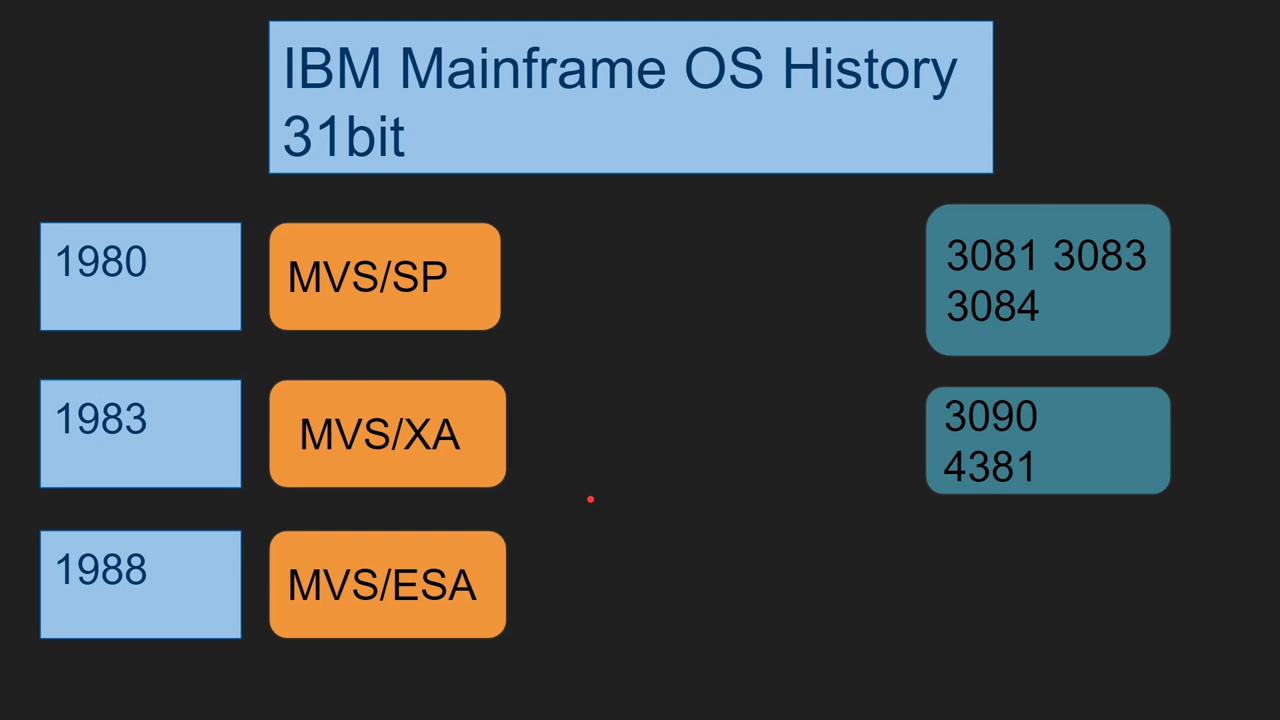 IBM Mainframe OS History
31bit
1980
MVS/SP
3081 3083
3084
1983
MVS/XA
3090
4381
1988
MVS/ESA